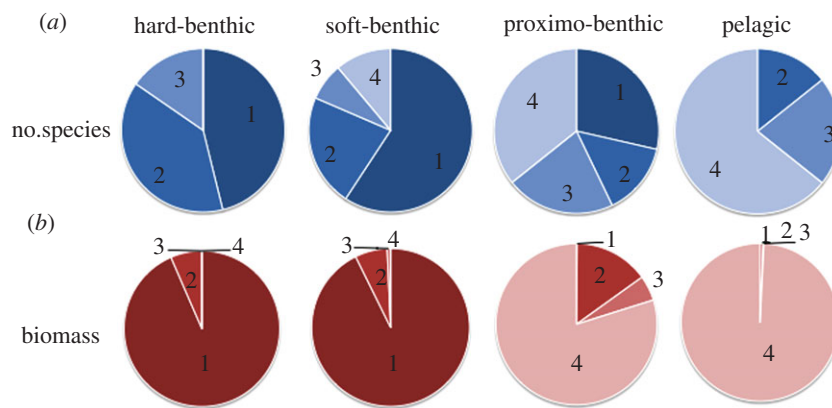 (a) hard-benthic soft-benthic proximo-benthic pelagic
no.species
3 1 2
3 4 2 1
4 1 3 2
2 3 4
(b)
biomass
3 4 2 1
3 4 2 1
1 2 3 4
1 2 3 4